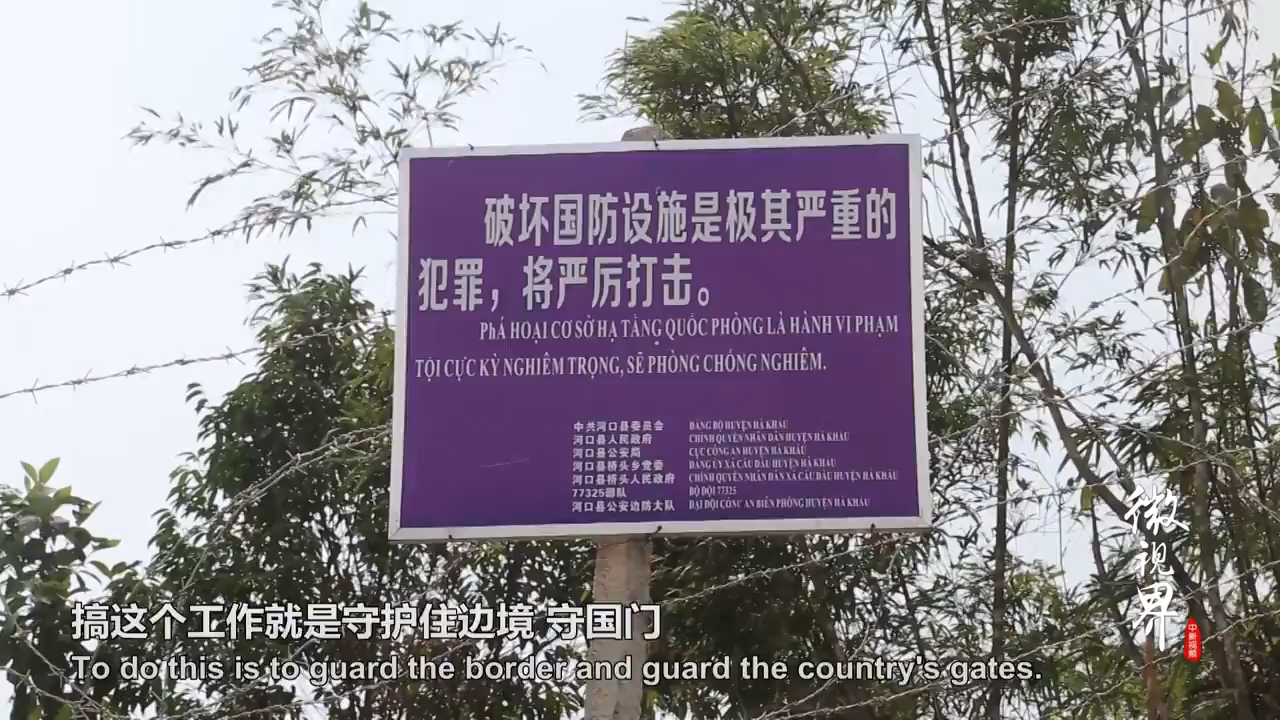 破坏国防设施是极其严重的
犯罪，将严厉打击。
PhÁ HOẠI CƠ SỞ HẠ TẦNG QUỐC PHÒNG LÀ HÀNH VI PHẠM
TỘI CỰC KỲ NGHIÊM TRỌNG, SẼ PHÒNG CHỐNG NGHIÊM.
中共河口县委员会 ĐẢNG BỘ HUYỆN HÀ KHẨU
河口县人民政府 CHÍNH QUYỀN NHÂN DÂN HUYỆN HÀ KHẨU
河口县公安局 CỤC CÔNG AN HUYỆN HÀ KHẨU
河口县桥头乡党委 ĐẢNG ỦY XÃ CẦU ĐẦU HUYỆN HÀ KHẨU
河口县桥头人民政府 CHÍNH QUYỀN NHÂN DÂN XÃ CẦU ĐẦU HUYỆN HÀ KHẨU
77325部队 BỘ ĐỘI 77325
河口县公安边防大队 ĐẠI ĐỘI CÔNG AN BIÊN PHÒNG HUYỆN HÀ KHẨU
微视界
中新视频
搞这个工作就是守护住边境 守国门
To do this is to guard the border and guard the country's gates.